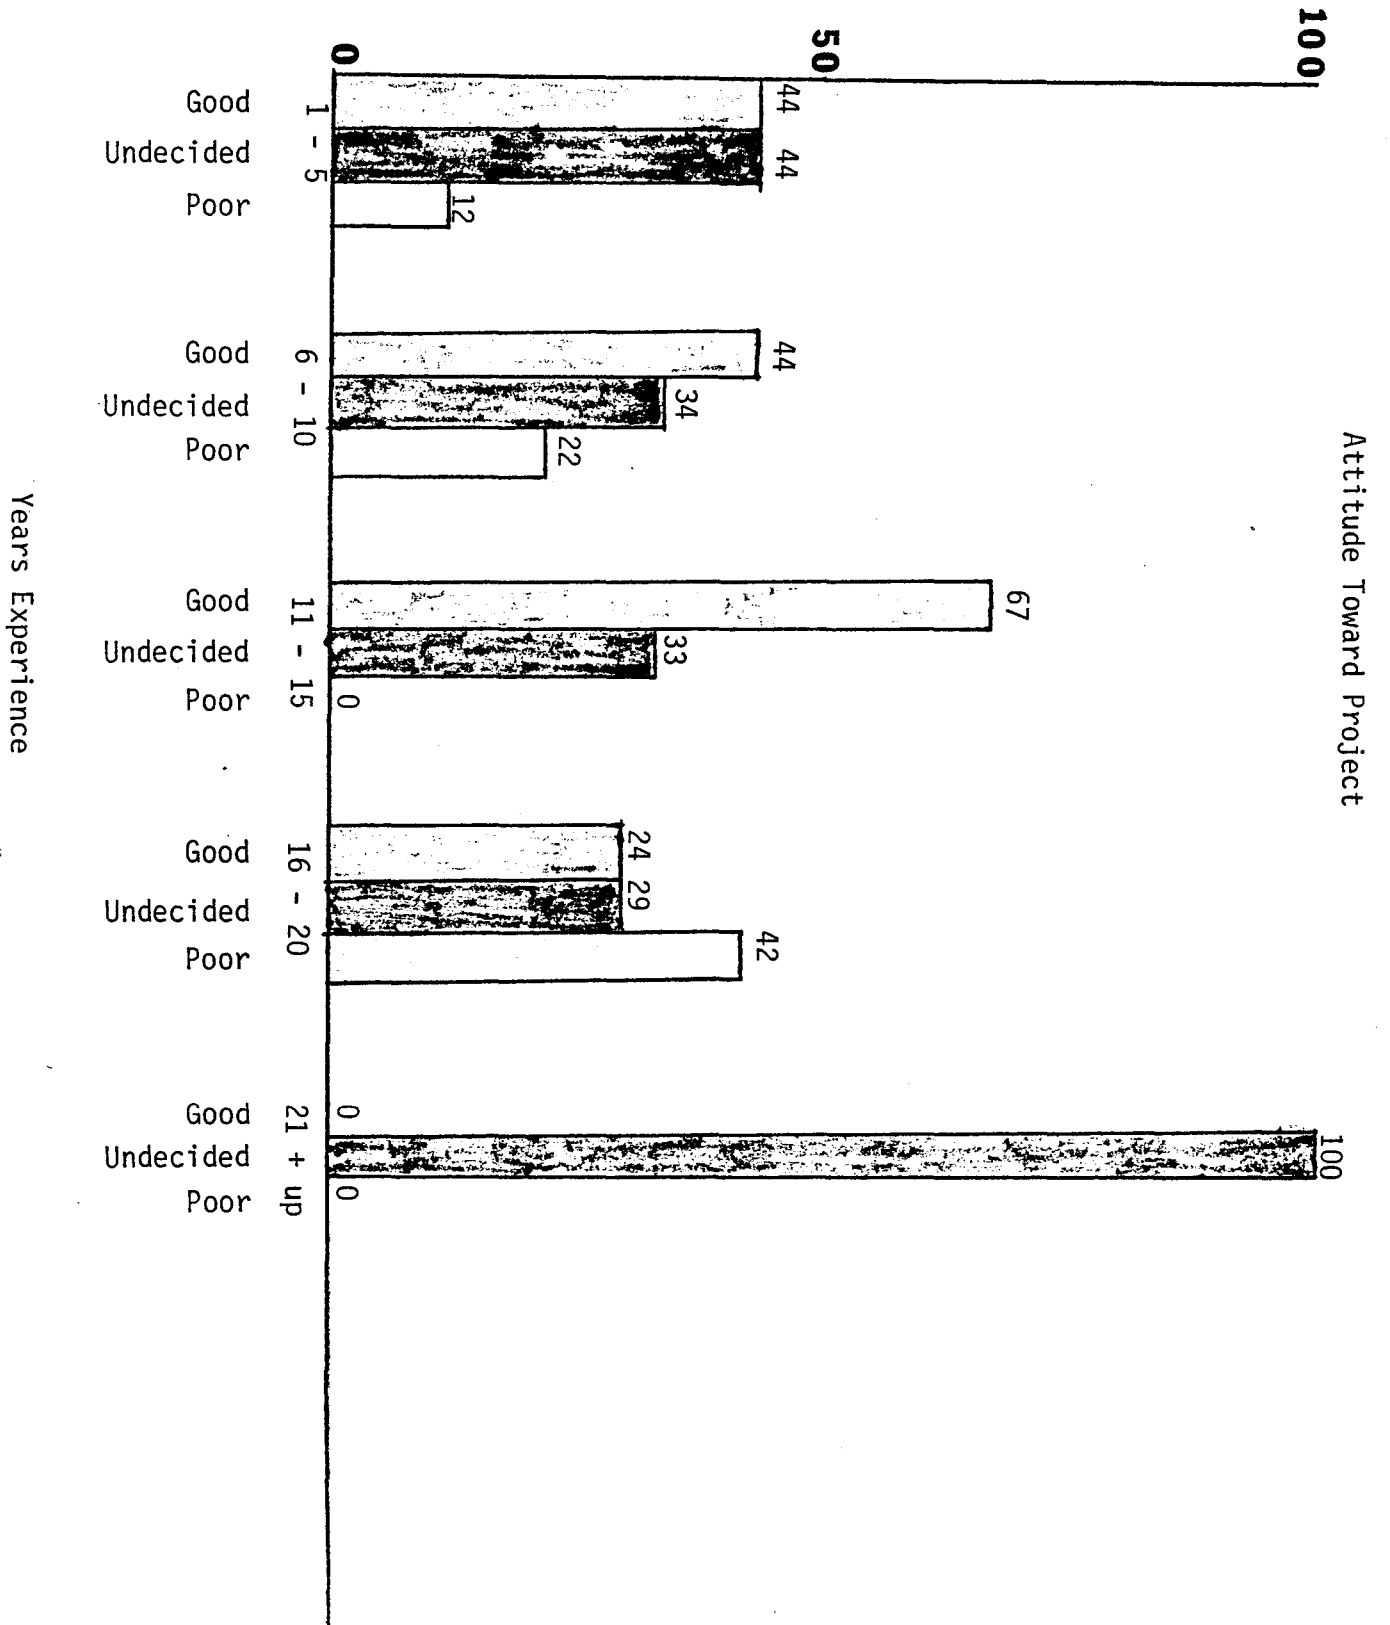 Attitude Toward Project
100
50
0
44
44
12
44
34
22
67
33
0
24
29
42
0
100
0
1 - 5
6 - 10
11 - 15
16 - 20
21 + up
Good
Undecided
Poor
Good
Undecided
Poor
Good
Undecided
Poor
Good
Undecided
Poor
Good
Undecided
Poor
Years Experience